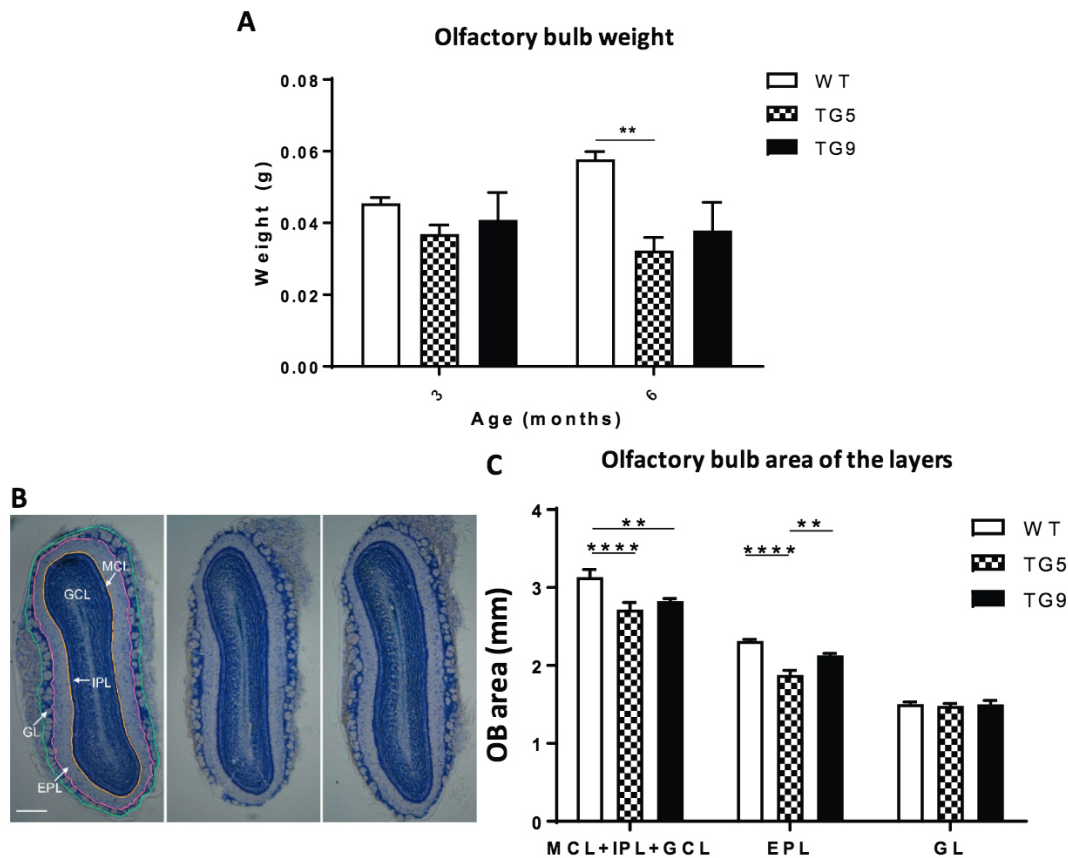 A
Olfactory bulb weight
WT
TG5
TG9
**
Weight (g)
0.08
0.06
0.04
0.02
0.00
3
6
Age (months)
B
MCL
GCL
IPL
GL
EPL
C
Olfactory bulb area of the layers
WT
TG5
TG9
**
****
**
****
OB area (mm)
4
3
2
1
0
MCL+IPL+GCL
EPL
GL